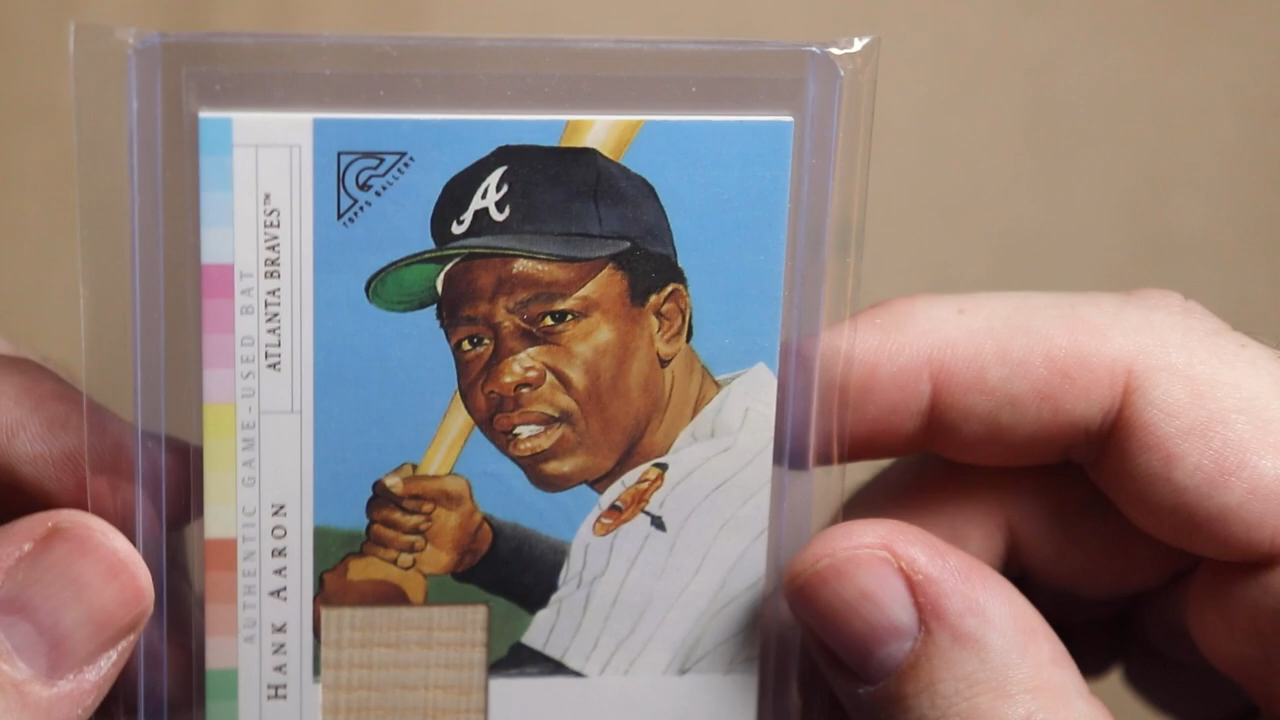 TOPPS GALLERY
A
ATLANTA BRAVES™
AUTHENTIC GAME-USED BAT
HANK AARON